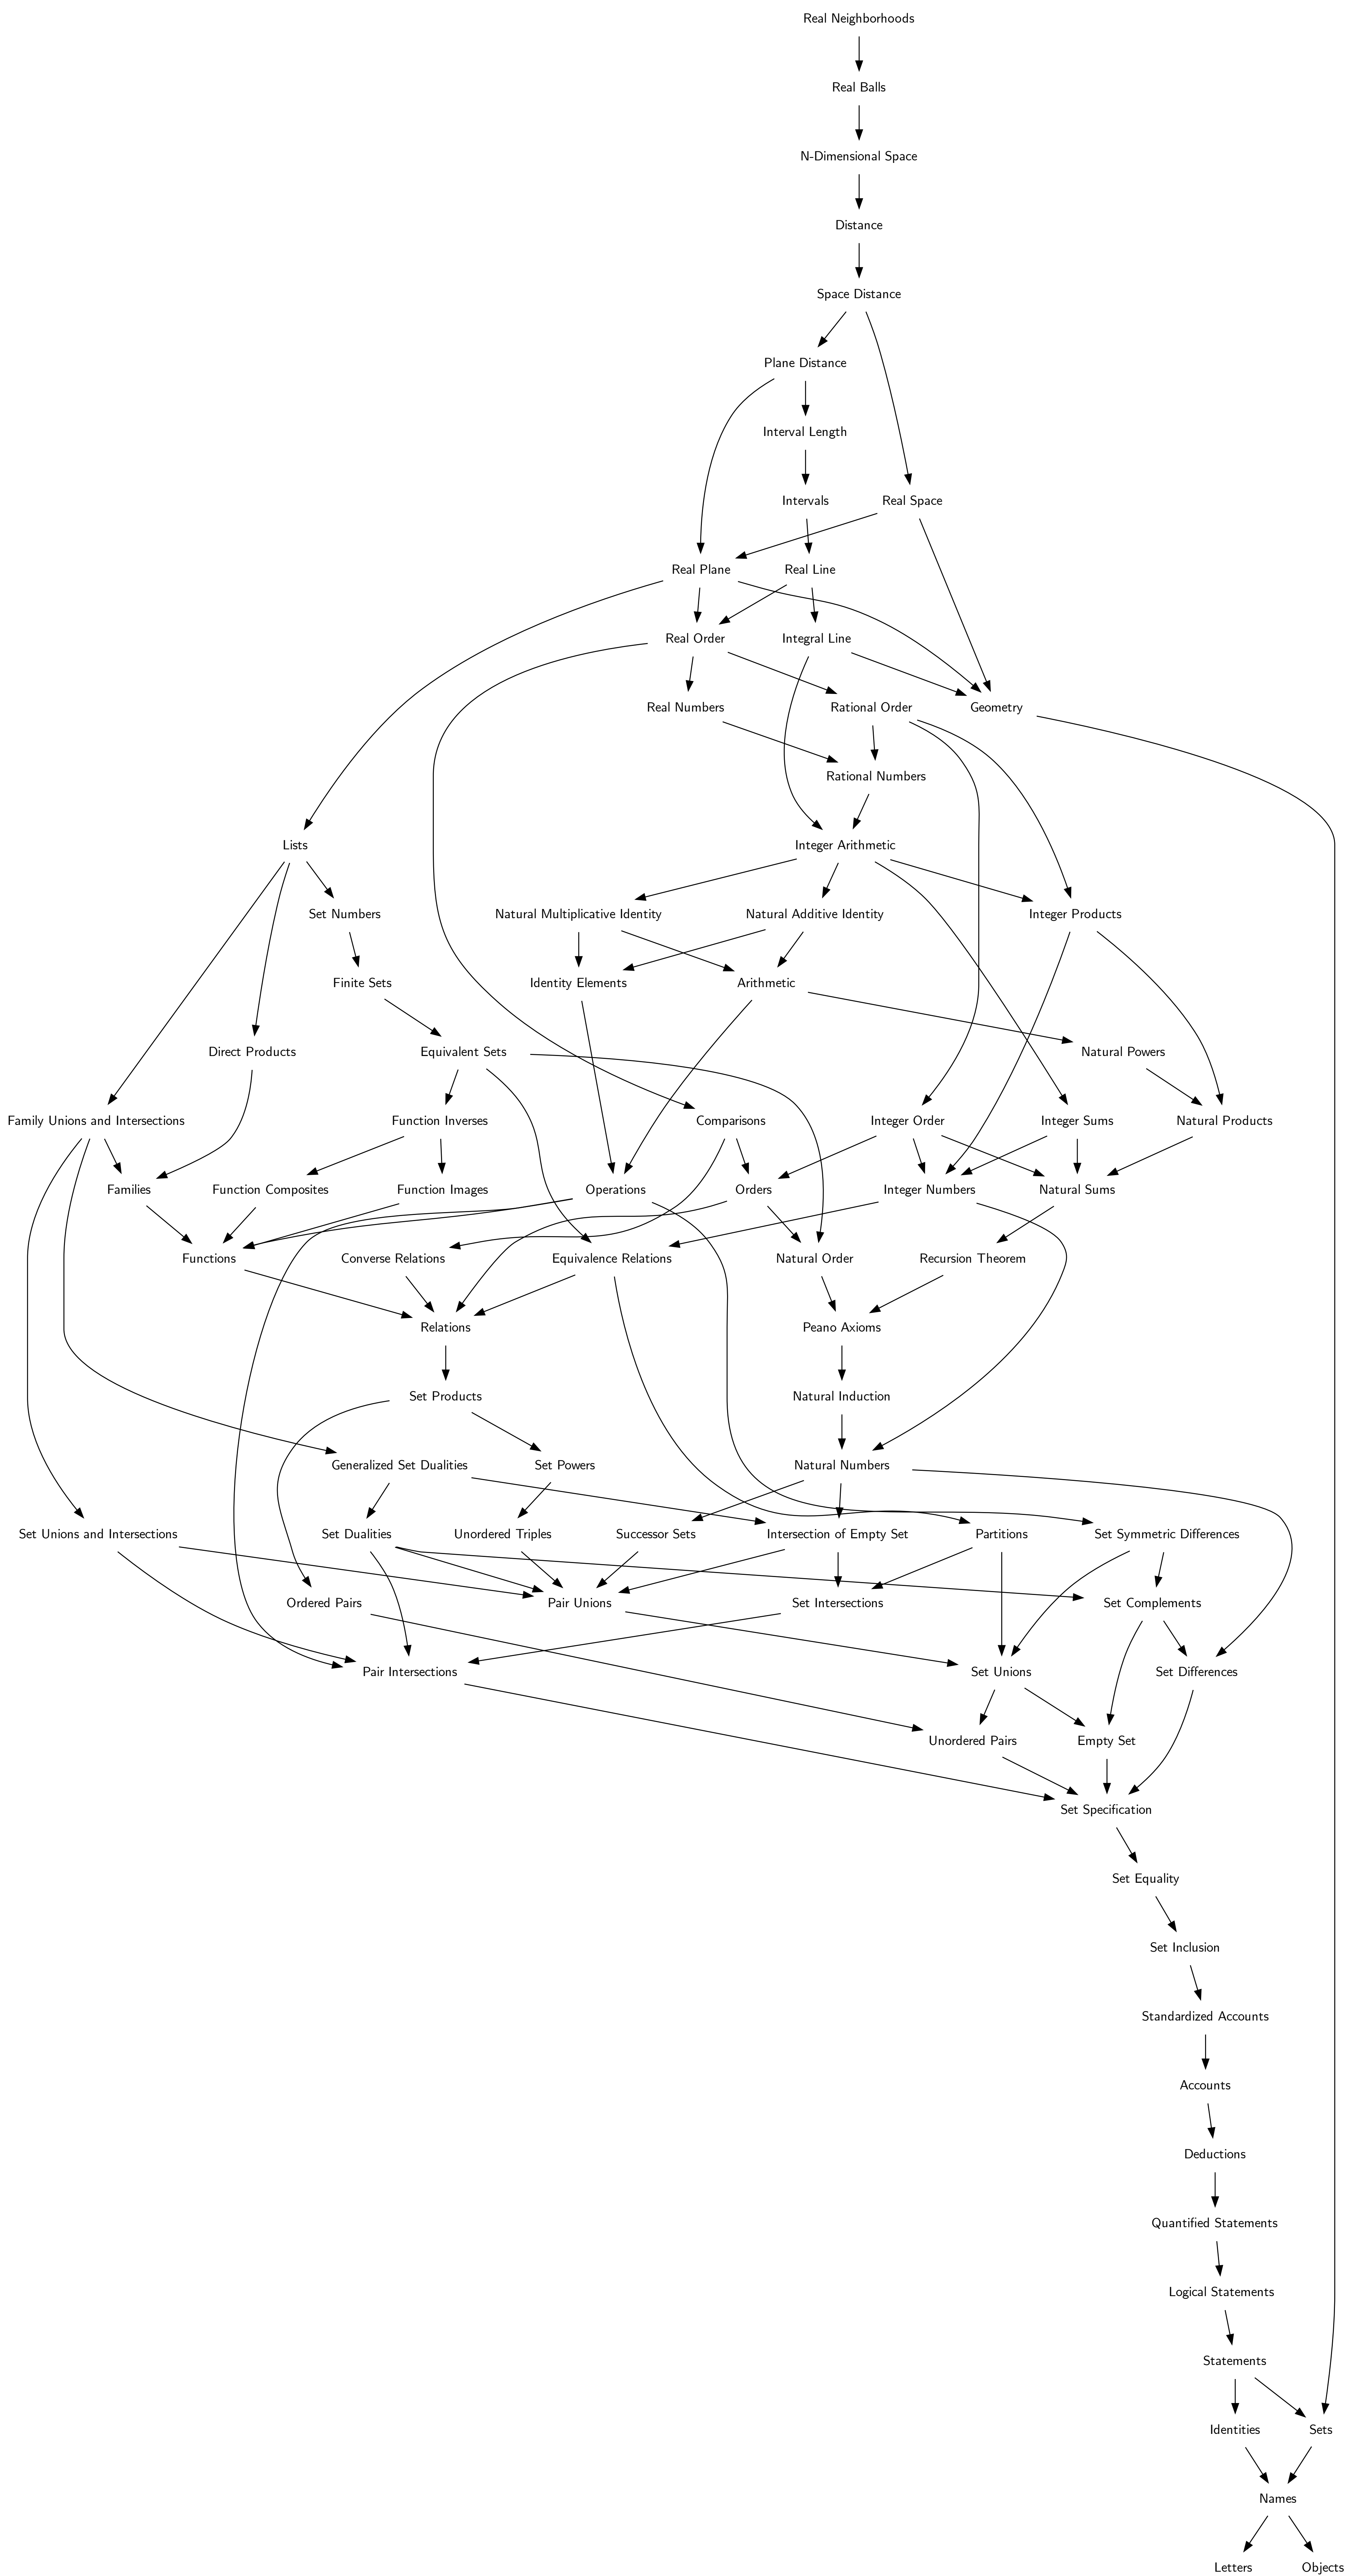 Real Neighborhoods
Real Balls
N-Dimensional Space
Distance
Space Distance
Plane Distance
Interval Length
Intervals
Real Space
Real Plane
Real Line
Real Order
Integral Line
Real Numbers
Rational Order
Geometry
Rational Numbers
Lists
Integer Arithmetic
Set Numbers
Natural Multiplicative Identity
Natural Additive Identity
Integer Products
Finite Sets
Identity Elements
Arithmetic
Direct Products
Equivalent Sets
Natural Powers
Family Unions and Intersections
Function Inverses
Comparisons
Integer Order
Integer Sums
Natural Products
Families
Function Composites
Function Images
Operations
Orders
Integer Numbers
Natural Sums
Functions
Converse Relations
Equivalence Relations
Natural Order
Recursion Theorem
Relations
Peano Axioms
Set Products
Natural Induction
Generalized Set Dualities
Set Powers
Natural Numbers
Set Unions and Intersections
Set Dualities
Unordered Triples
Successor Sets
Intersection of Empty Set
Partitions
Set Symmetric Differences
Ordered Pairs
Pair Unions
Set Intersections
Set Complements
Pair Intersections
Set Unions
Set Differences
Unordered Pairs
Empty Set
Set Specification
Set Equality
Set Inclusion
Standardized Accounts
Accounts
Deductions
Quantified Statements
Logical Statements
Statements
Identities
Sets
Names
Letters
Objects